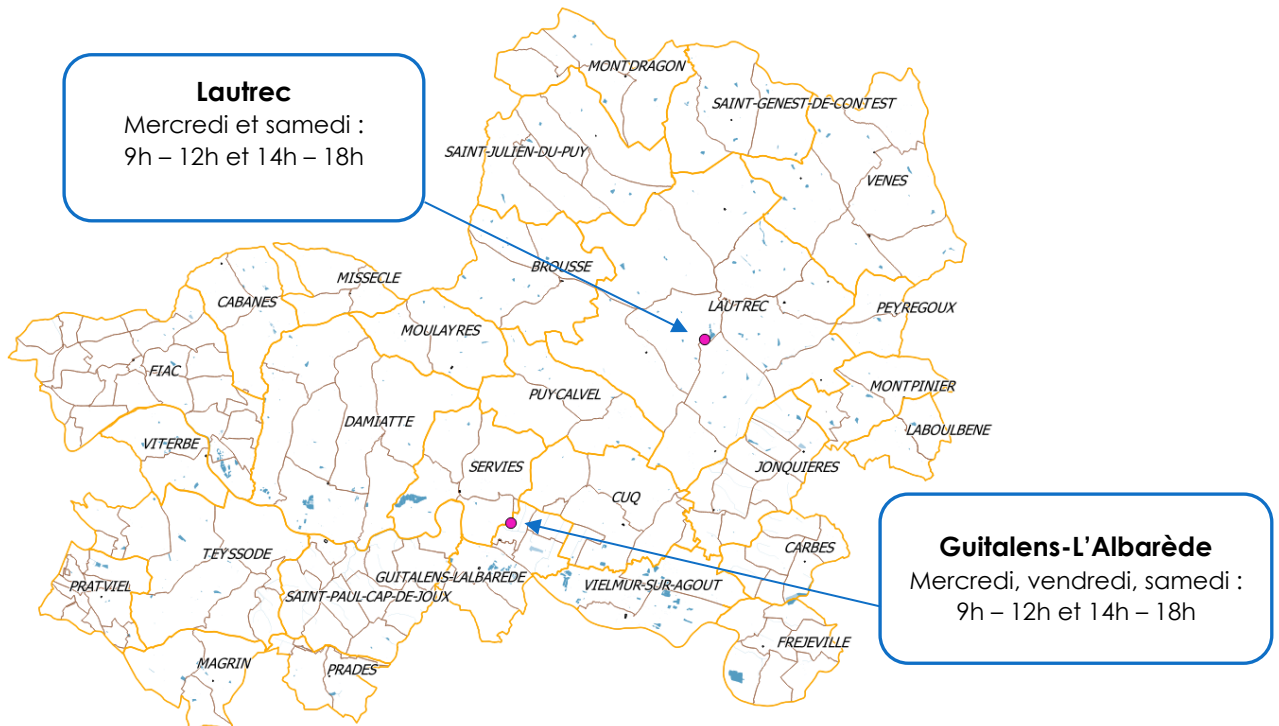 Lautrec
Mercredi et samedi :
9h – 12h et 14h – 18h
MONTDRAGON
SAINT-GENEST-DE-CONTEST
SAINT-JULIEN-DU-PUY
VENES
BROUSSE
MISSECLE
CABANES
LAUTREC
PEYREGOUX
MOULAYRES
FIAC
MONTPINIER
PUYCALVEL
DAMIATTE
LABOULBENE
VITERBE
SERVIES
JONQUIERES
CUQ
Guitalens-L’Albarède
Mercredi, vendredi, samedi :
9h – 12h et 14h – 18h
CARBES
TEYSSODE
GUITALENS-LALBAREDE
PRATVIEL
VIELMUR-SUR-AGOUT
SAINT-PAUL-CAP-DE-JOUX
FREJEVILLE
MAGRIN
PRADES